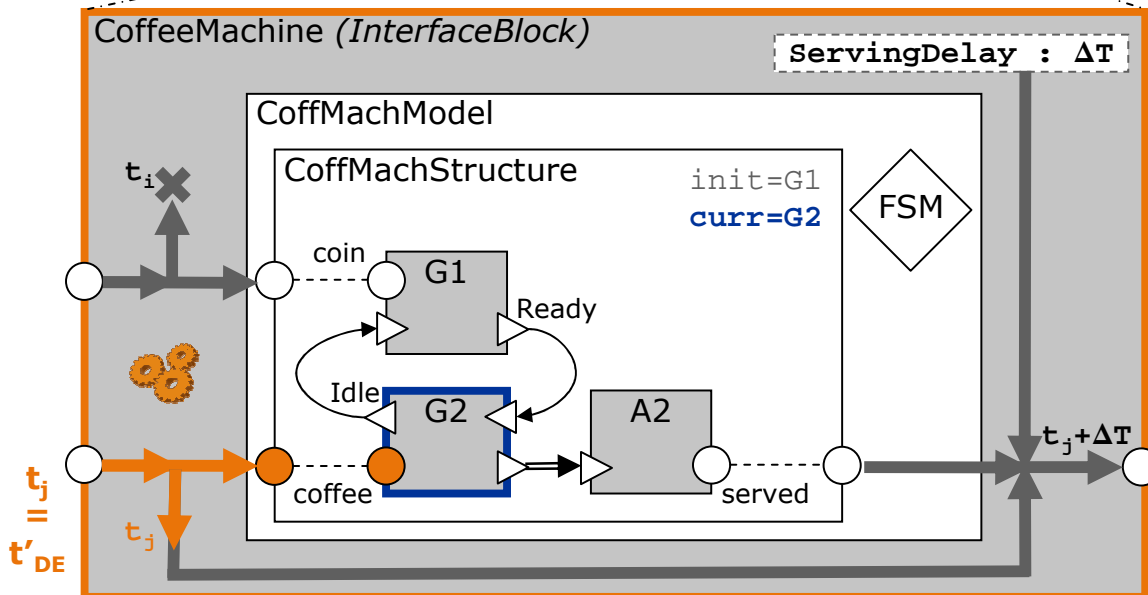 CoffeeMachine (InterfaceBlock)
ServingDelay : ΔT
CoffMachModel
CoffMachStructure
init=G1
curr=G2
FSM
tᵢ
coin
G1
Ready
Idle
G2
A2
coffee
served
tⱼ+ΔT
tⱼ
=
t′DE
tⱼ